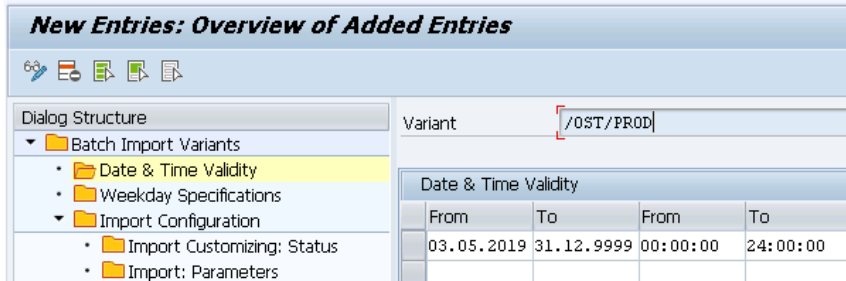 New Entries: Overview of Added Entries
Dialog Structure
Batch Import Variants
Date & Time Validity
Weekday Specifications
Import Configuration
Import Customizing: Status
Import: Parameters
Variant /OST/PROD
Date & Time Validity
From To From To
03.05.2019 31.12.9999 00:00:00 24:00:00